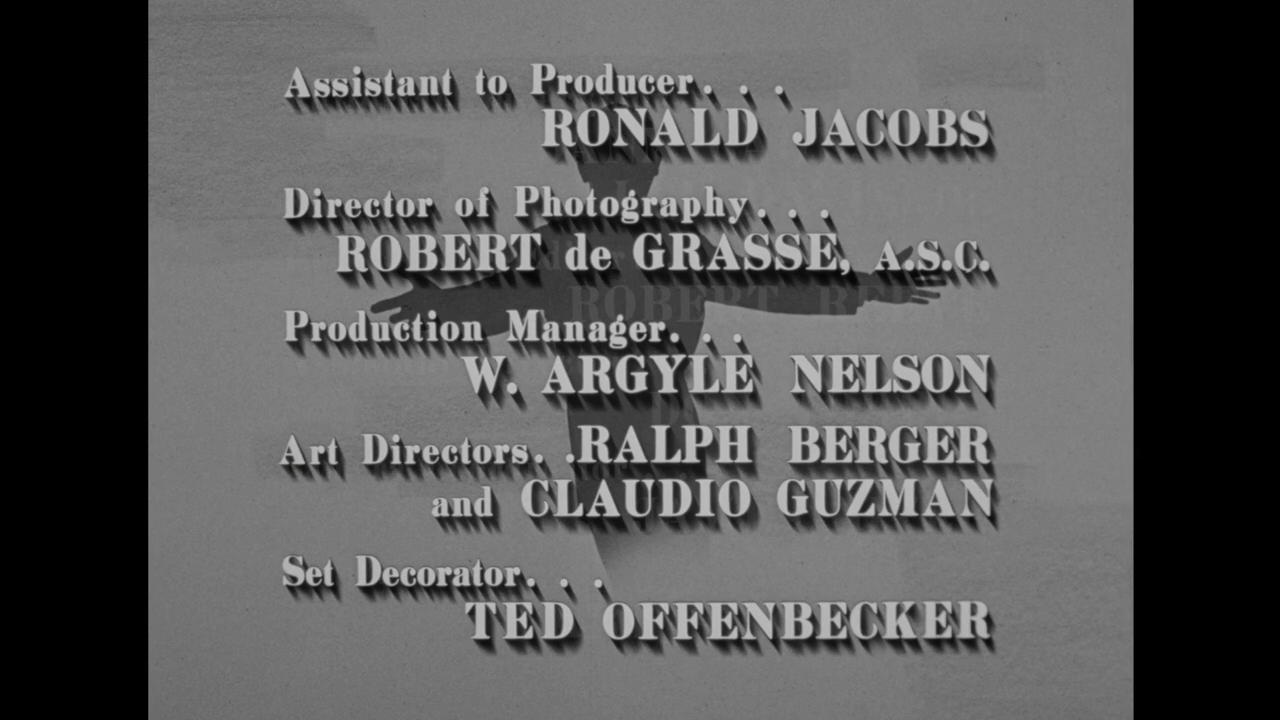 Assistant to Producer. . .
RONALD JACOBS
Director of Photography. . .
ROBERT de GRASSE, A.S.C.
Production Manager. . .
W. ARGYLE NELSON
Art Directors. . RALPH BERGER
and CLAUDIO GUZMAN
Set Decorator. . .
TED OFFENBECKER